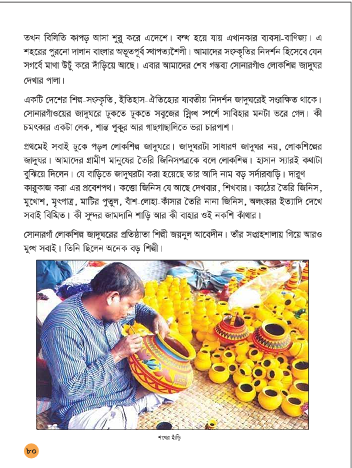 তখন বিলিতি কাপড় আসা শুরু করে এদেশে। বন্ধ হয়ে যায় এখানকার ব্যবসা-বাণিজ্য। এ
শহরের পুরনো দালান বাংলার অভূতপূর্ব স্থাপত্যশৈলী। আমাদের সংস্কৃতির নিদর্শন হিসেবে যেন
সগর্বে মাথা উঁচু করে দাঁড়িয়ে আছে। এবার আমাদের শেষ গন্তব্য সোনারগাঁও লোকশিল্প জাদুঘর
দেখার পালা।
একটি দেশের শিল্প-সংস্কৃতি, ইতিহাস-ঐতিহ্যের যাবতীয় নিদর্শন জাদুঘরেই সংরক্ষিত থাকে।
সোনারগাঁওয়ের জাদুঘরে ঢুকতে ঢুকতে সবুজের স্নিগ্ধ স্পর্শে সাবিহার মনটা ভরে গেল। কী
চমৎকার একটা লেক, শান্ত পুকুর আর গাছগাছালিতে ভরা চারপাশ।
প্রথমেই সবাই ঢুকে পড়ল লোকশিল্প জাদুঘরে। জাদুঘরটা সাধারণ জাদুঘর নয়, লোকশিল্পের
জাদুঘর। আমাদের গ্রামীণ মানুষের তৈরি জিনিসপত্রকে বলে লোকশিল্প। হাসান স্যারই কথাটা
বুঝিয়ে দিলেন। যে বাড়িতে জাদুঘরটা করা হয়েছে তার আদি নাম বড় সর্দারবাড়ি। দারুণ
কারুকাজ করা এর প্রবেশপথ। কতো জিনিস যে আছে দেখবার, শিখবার। কাঠের তৈরি জিনিস,
মুখোশ, মৃৎপাত্র, মাটির পুতুল, বাঁশ-লোহা-কাঁসার তৈরি নানা জিনিস, অলংকার ইত্যাদি দেখে
সবাই বিস্মিত। কী সুন্দর জামদানি শাড়ি আর কী বাহার ওই নকশি কাঁথার।
সোনারগাঁ লোকশিল্প জাদুঘরের প্রতিষ্ঠাতা শিল্পী জয়নুল আবেদীন। তাঁর সংগ্রহশালায় গিয়ে আরও
মুগ্ধ সবাই। তিনি ছিলেন অনেক বড় শিল্পী।
শখের হাঁড়ি
৮০